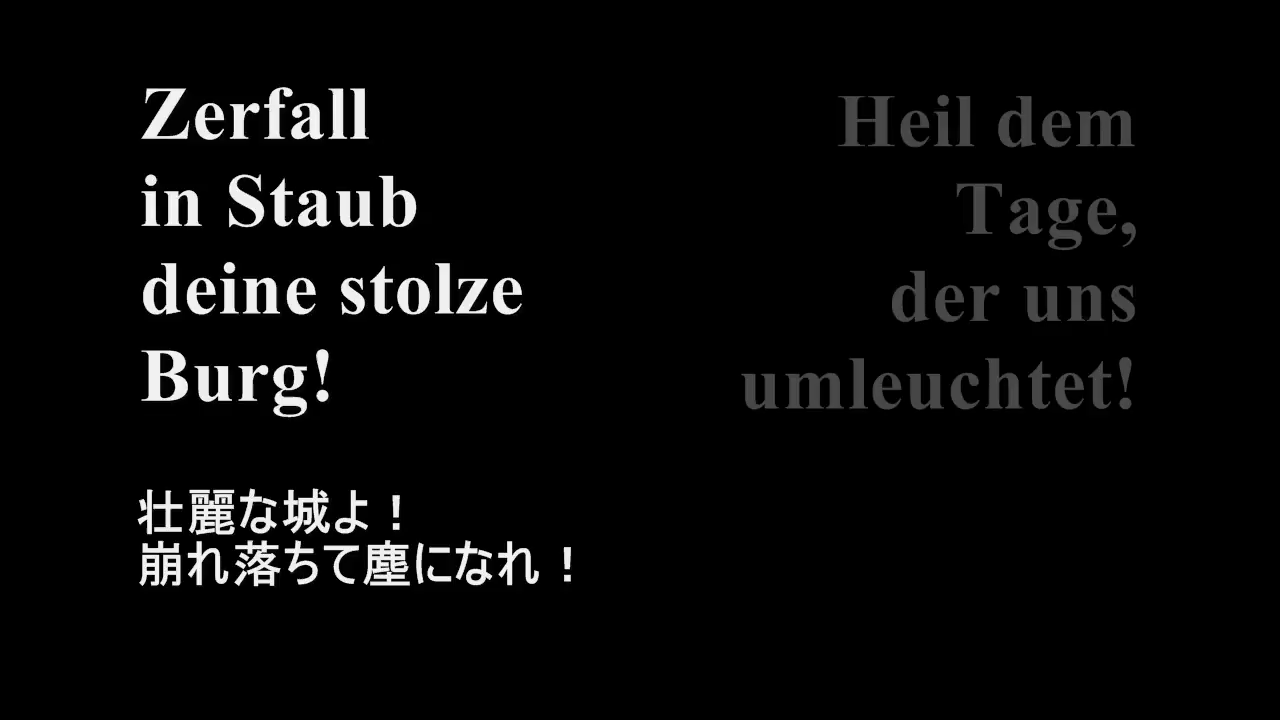 Zerfall
in Staub
deine stolze
Burg!
壮麗な城よ！
崩れ落ちて塵になれ！
Heil dem
Tage,
der uns
umleuchtet!